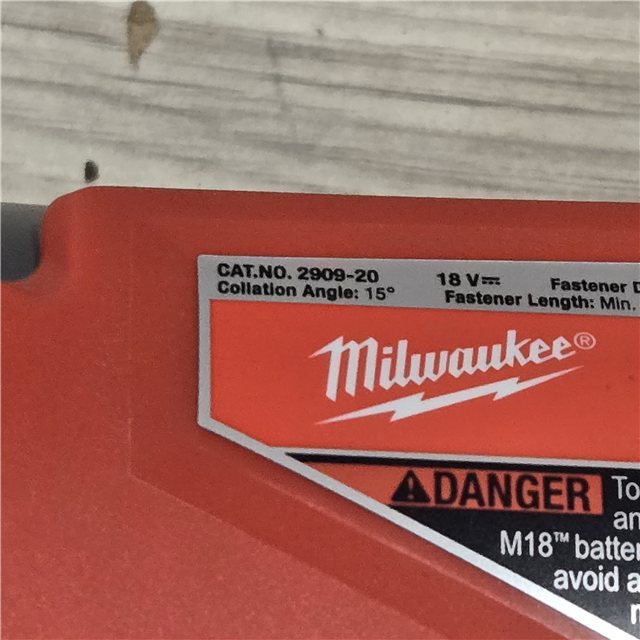 CAT.NO. 2909-20 18 V⎓ Fastener
Collation Angle: 15° Fastener Length: Min.
Milwaukee®
⚠DANGER To
an
M18™ batter
avoid a